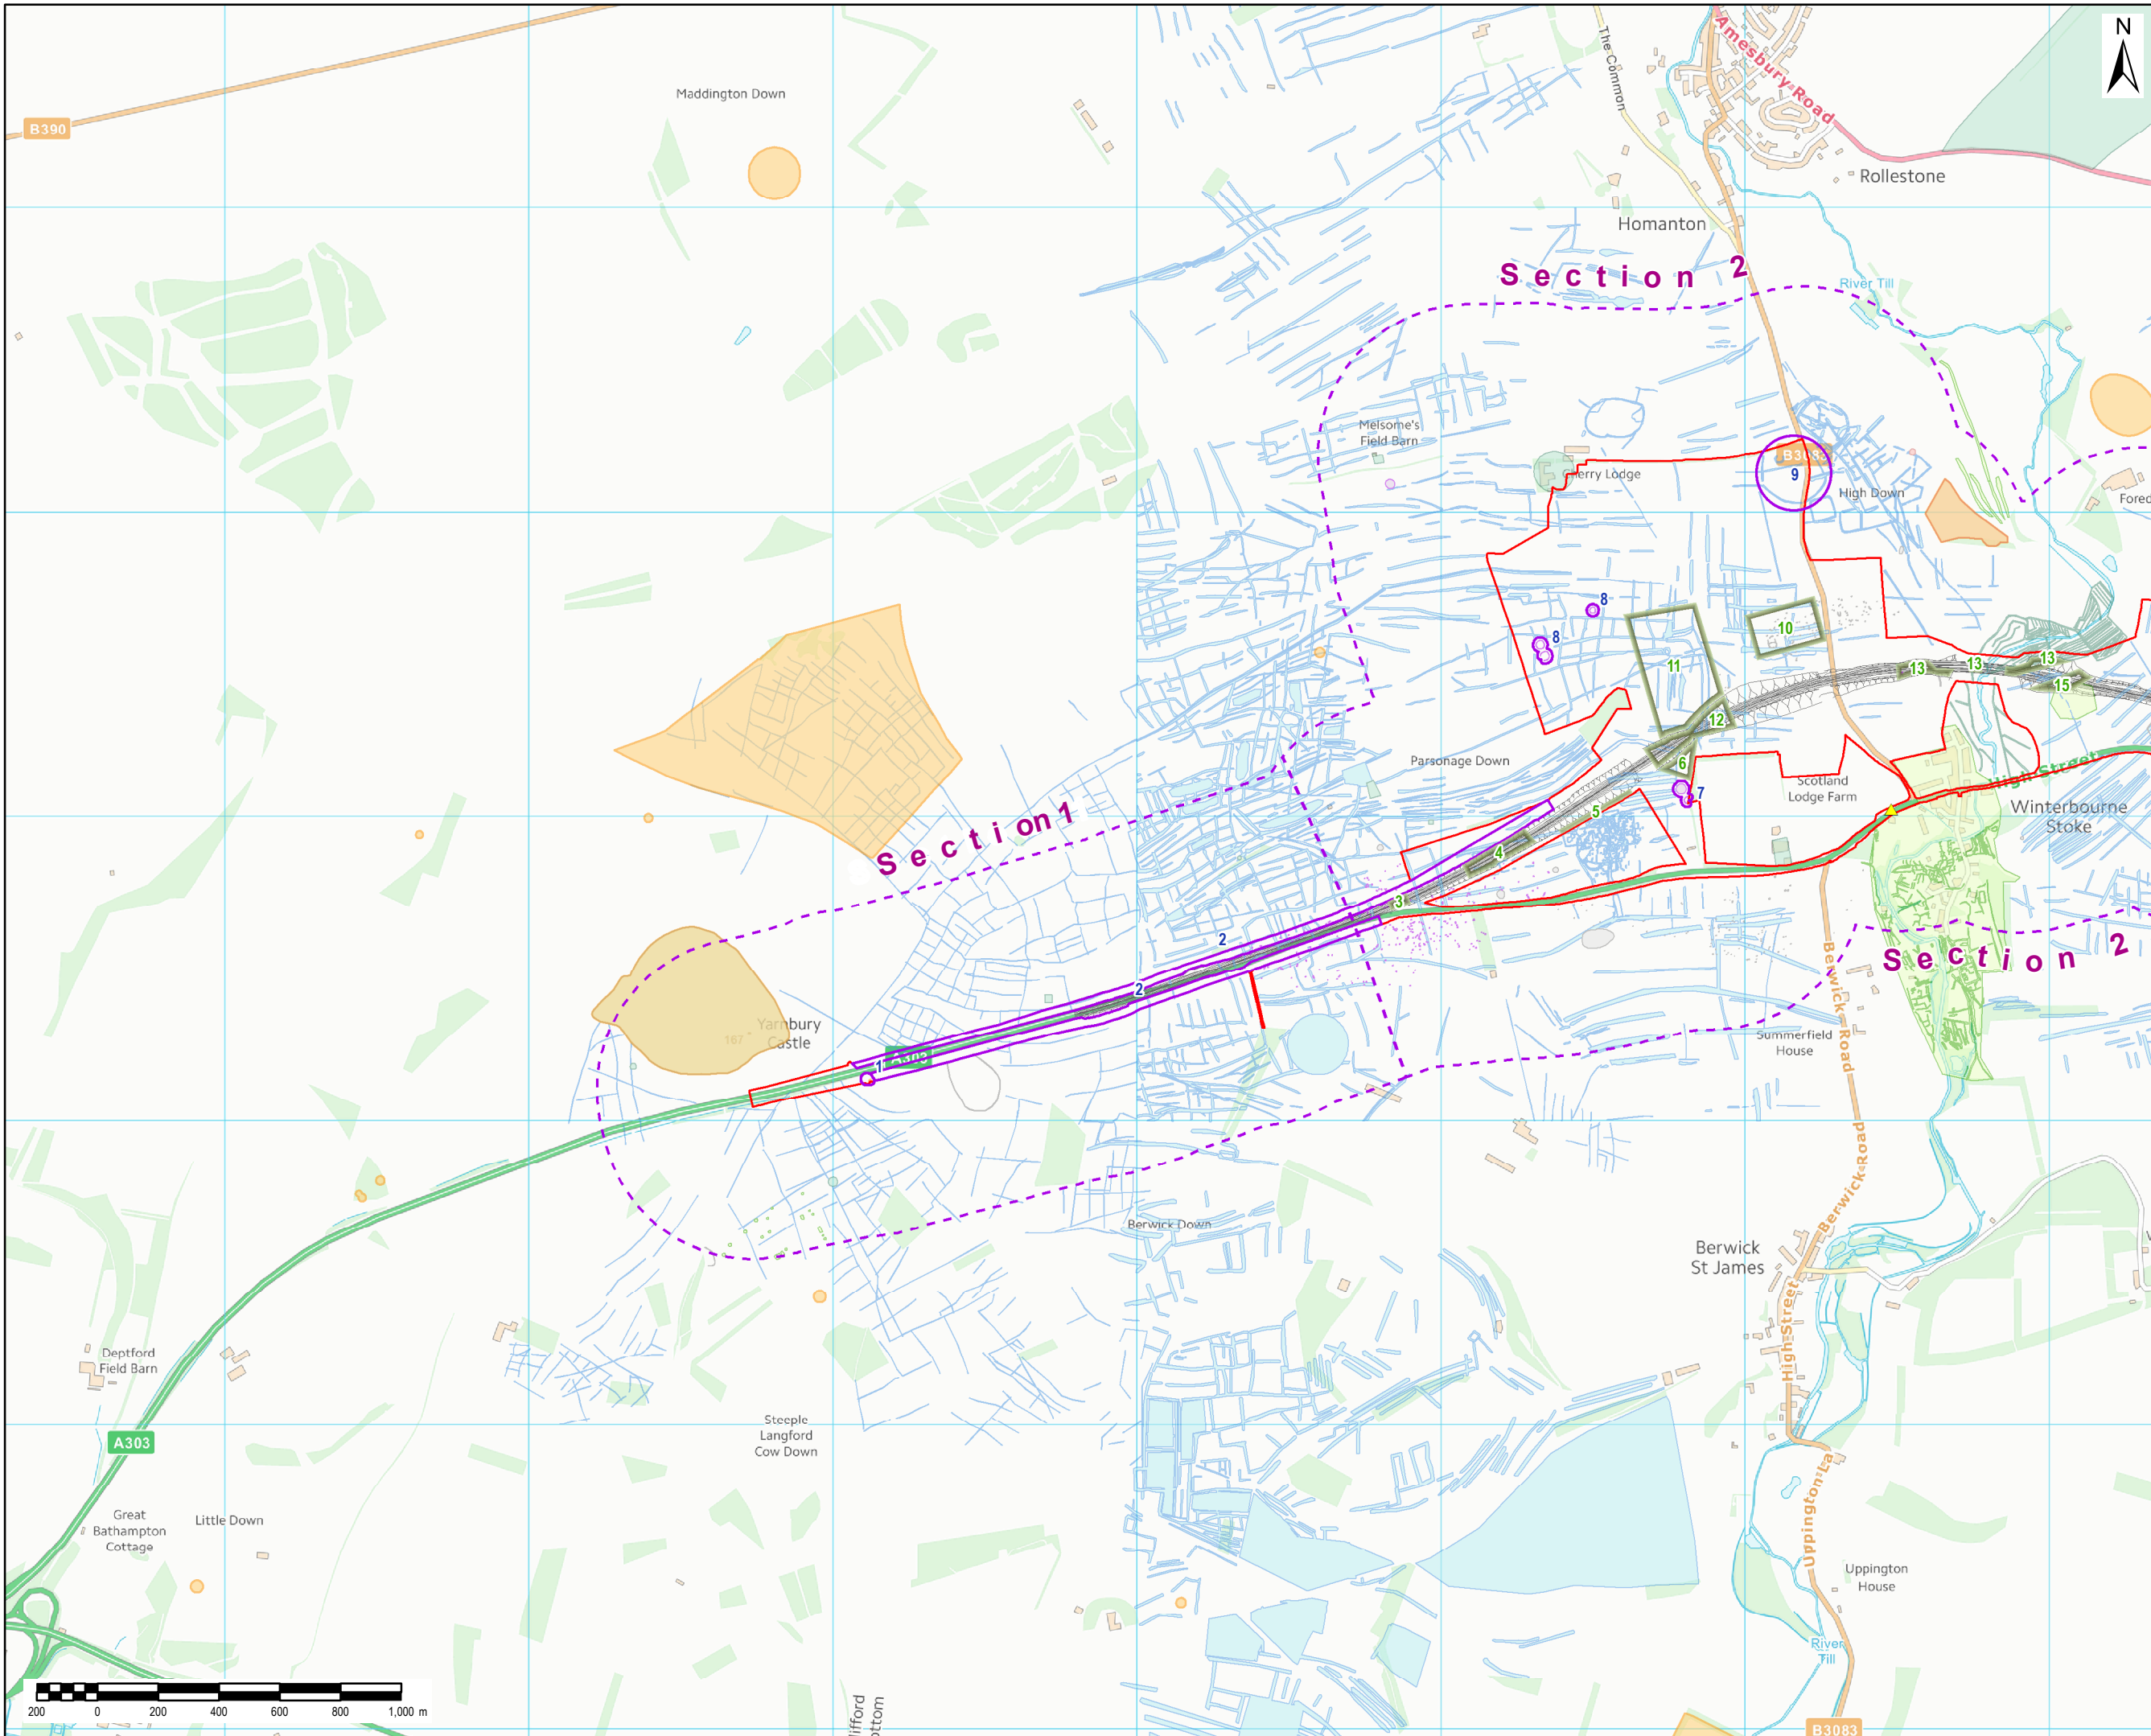 N
Amesbury Road
The Common
Maddington Down
B390
Rollestone
Homanton
Section 2
River Till
Melsome's
Field Barn
Cherry Lodge
9
High Down
8
8
10
11
13
13
13
15
12
6
7
Parsonage Down
Scotland
Lodge Farm
High Street
Winterbourne
Stoke
5
4
3
Section 1
2
2
Section 2
Yarnbury
Castle
167
1
Summerfield
House
Berwick Road
Berwick Road
Berwick Down
Berwick
St James
High Street
Deptford
Field Barn
Steeple
Langford
Cow Down
A303
Great
Bathampton
Cottage
Little Down
Uppington La
Uppington
House
River
Till
B3083
200 0 200 400 600 800 1,000 m